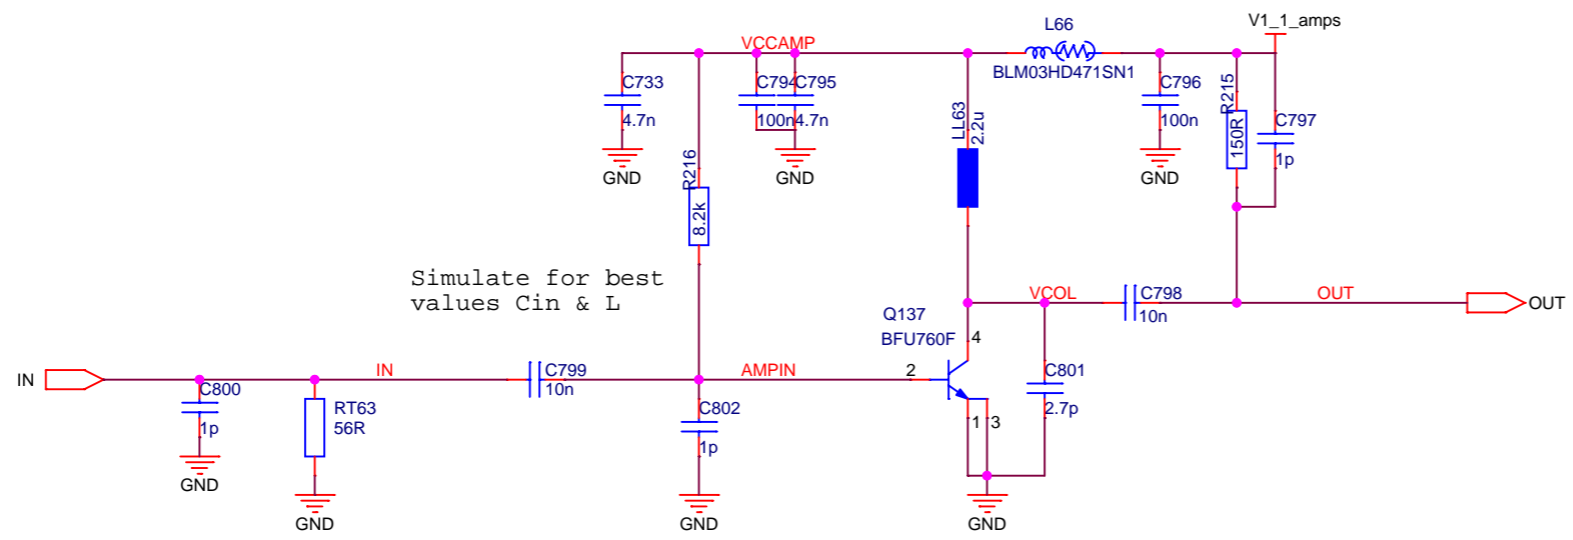 L66
V1_1_amps
VCCAMP
BLM03HD471SN1
C733
4.7n
GND
C794
100n
C795
4.7n
GND
R216
8.2k
LL63
2.2u
C796
100n
GND
R215
150R
C797
1p
Simulate for best
values Cin & L
VCOL
C798
10n
OUT
OUT
Q137
BFU760F
4
2
1
3
C801
2.7p
GND
IN
IN
C800
1p
GND
RT63
56R
GND
C799
10n
AMPIN
C802
1p
GND